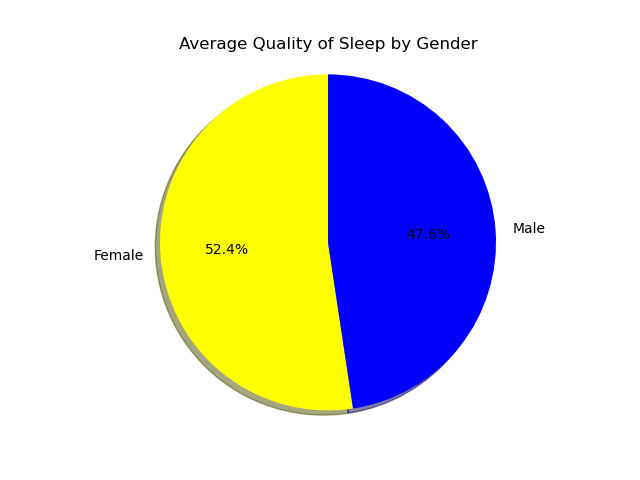 Average Quality of Sleep by Gender
Male
47.6%
52.4%
Female